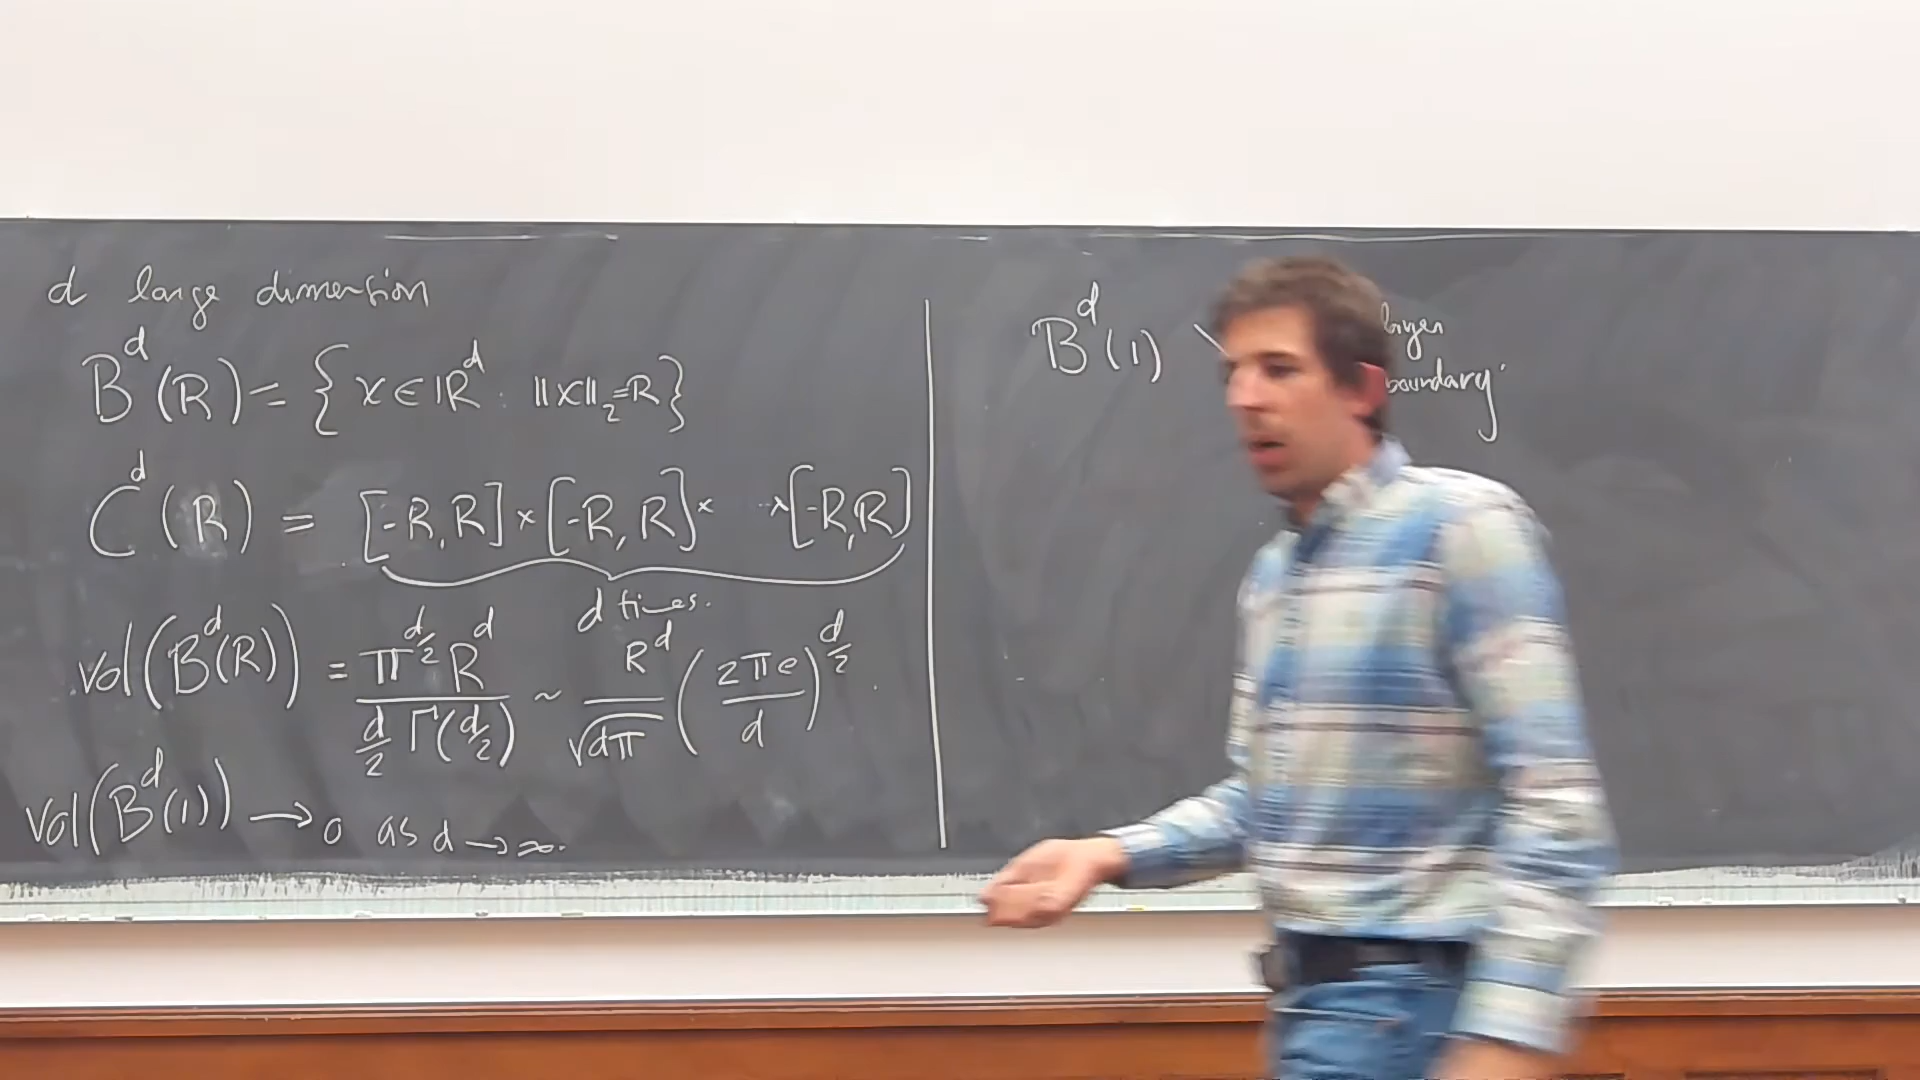 d large dimension
B^d(R) = { x ∈ ℝ^d : ||x||_2 = R }
C^d(R) = [-R,R] × [-R,R] × ... × [-R,R]
d times.
vol(B^d(R)) = π^{d/2} R^d / (d/2 Γ(d/2)) ~ R^d / √(dπ) (2πe/d)^{d/2}.
vol(B^d(1)) → 0 as d → ∞.
B^d(1) \
layer
boundary.